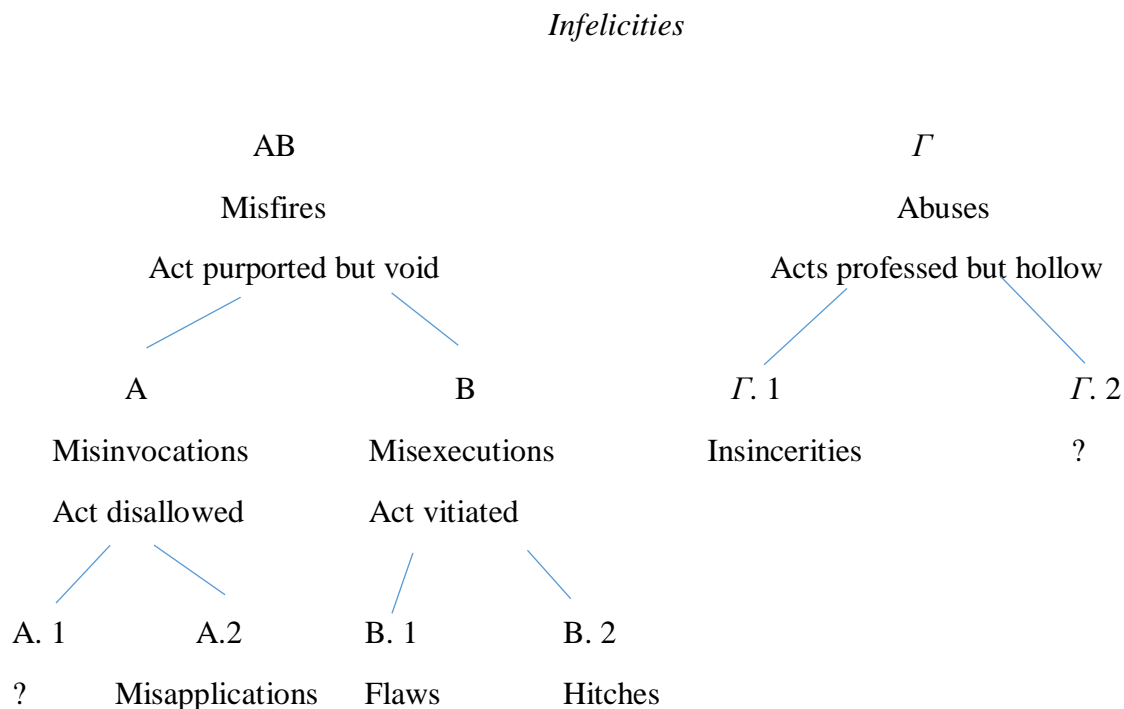 Infelicities
AB Γ
Misfires Abuses
Act purported but void Acts professed but hollow
A B Γ. 1 Γ. 2
Misinvocations Misexecutions Insincerities ?
Act disallowed Act vitiated
A. 1 A.2 B. 1 B. 2
? Misapplications Flaws Hitches